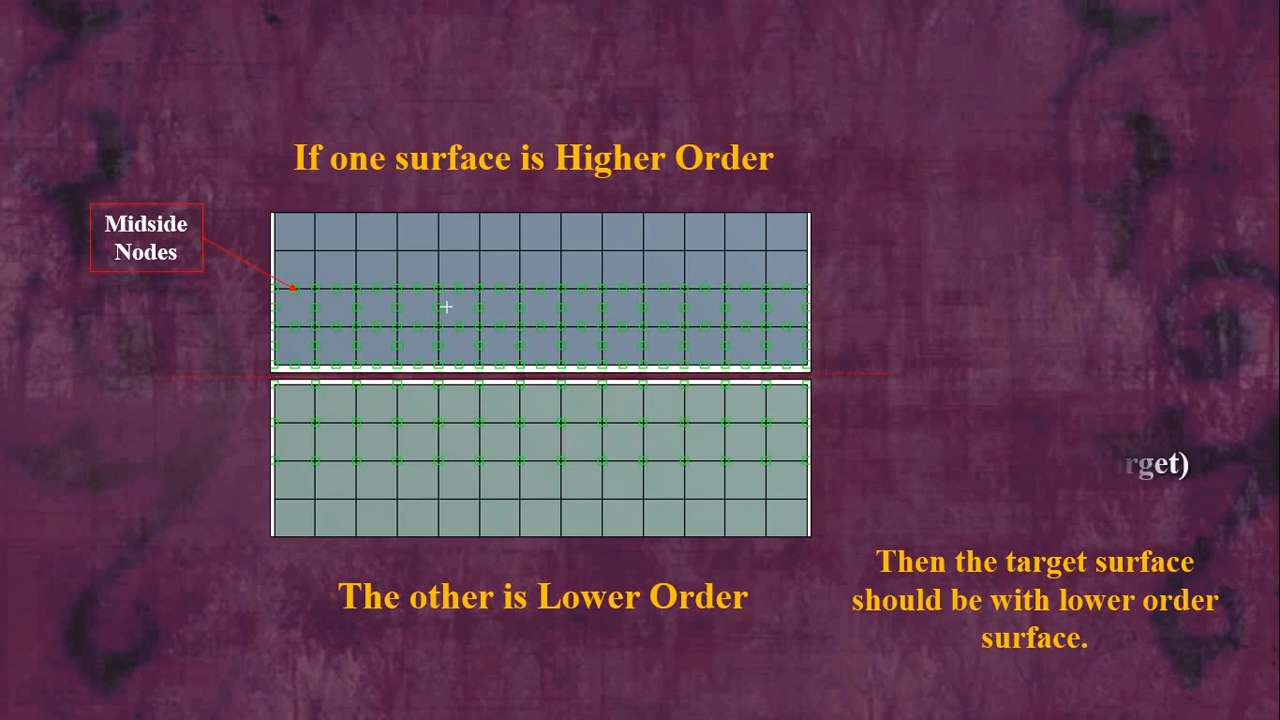 If one surface is Higher Order
Midside
Nodes
The other is Lower Order
Then the target surface
should be with lower order
surface.